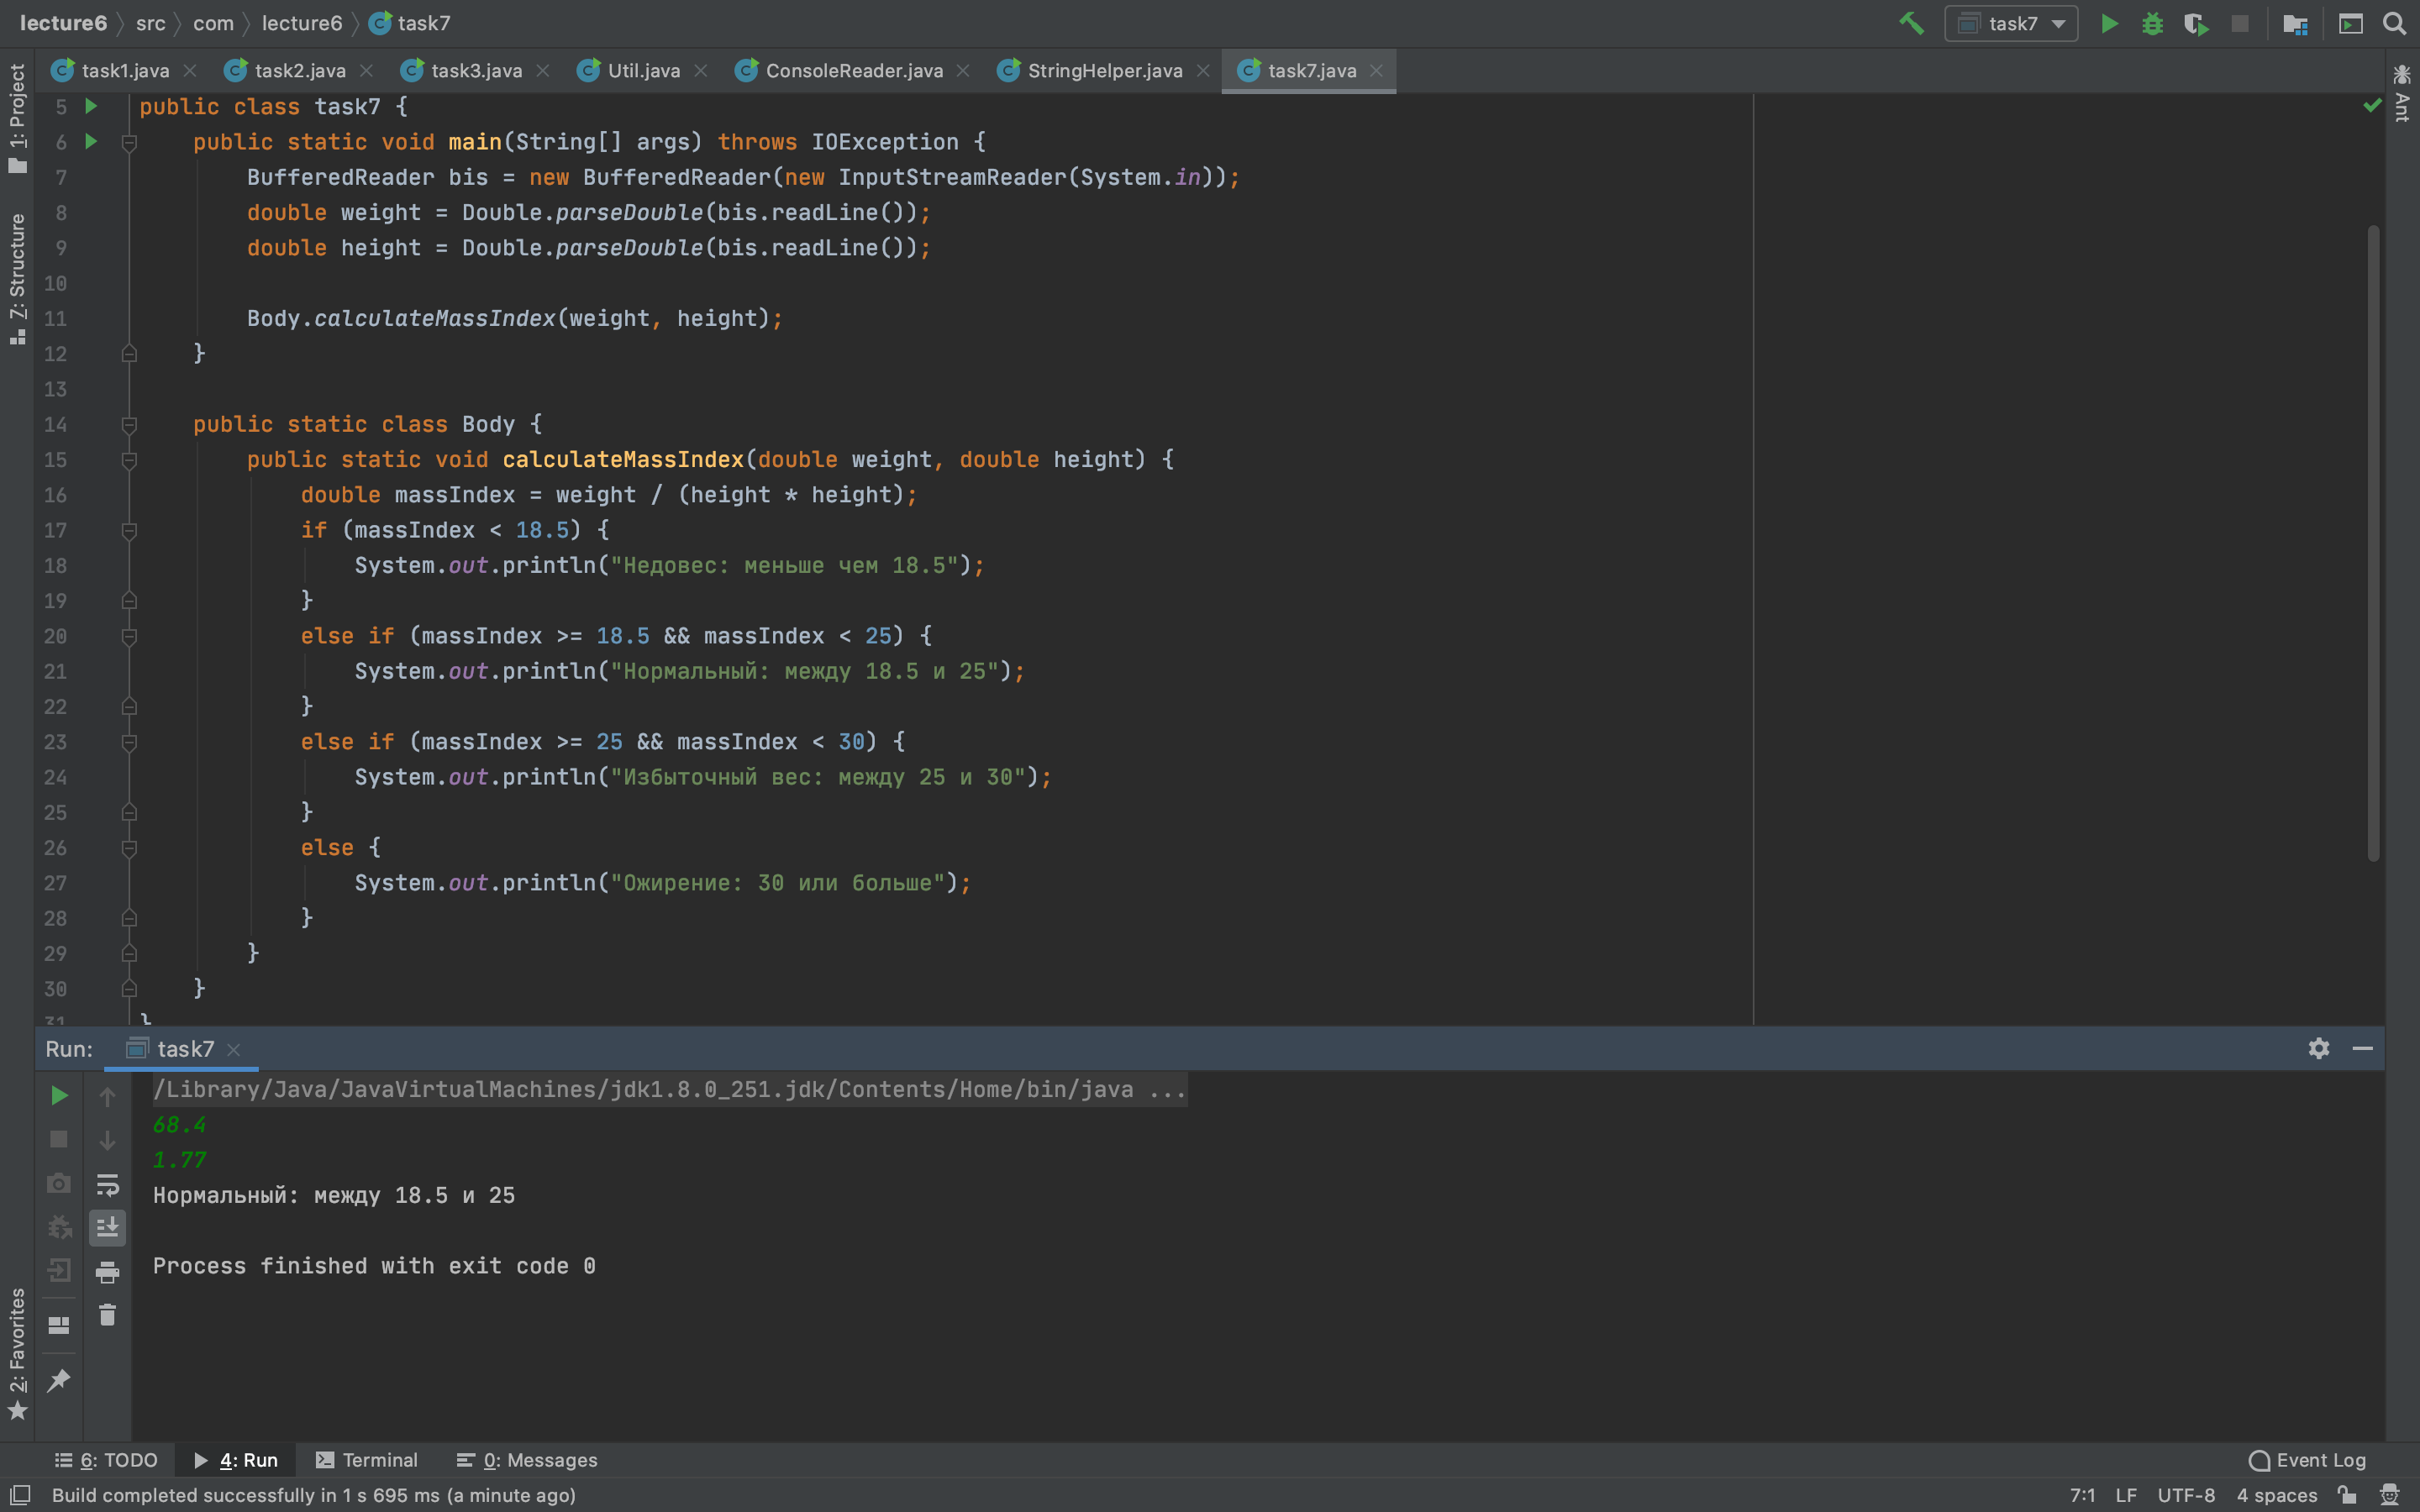 lecture6 src com lecture6 task7 task7
task1.java task2.java task3.java Util.java ConsoleReader.java StringHelper.java task7.java
1: Project
7: Structure
2: Favorites
Ant
5 public class task7 {
6 public static void main(String[] args) throws IOException {
7 BufferedReader bis = new BufferedReader(new InputStreamReader(System.in));
8 double weight = Double.parseDouble(bis.readLine());
9 double height = Double.parseDouble(bis.readLine());
10
11 Body.calculateMassIndex(weight, height);
12 }
13
14 public static class Body {
15 public static void calculateMassIndex(double weight, double height) {
16 double massIndex = weight / (height * height);
17 if (massIndex < 18.5) {
18 System.out.println("Недовес: меньше чем 18.5");
19 }
20 else if (massIndex >= 18.5 && massIndex < 25) {
21 System.out.println("Нормальный: между 18.5 и 25");
22 }
23 else if (massIndex >= 25 && massIndex < 30) {
24 System.out.println("Избыточный вес: между 25 и 30");
25 }
26 else {
27 System.out.println("Ожирение: 30 или больше");
28 }
29 }
30 }
31 }
Run: task7
/Library/Java/JavaVirtualMachines/jdk1.8.0_251.jdk/Contents/Home/bin/java ...
68.4
1.77
Нормальный: между 18.5 и 25
Process finished with exit code 0
6: TODO 4: Run Terminal 0: Messages Event Log
Build completed successfully in 1 s 695 ms (a minute ago) 7:1 LF UTF-8 4 spaces